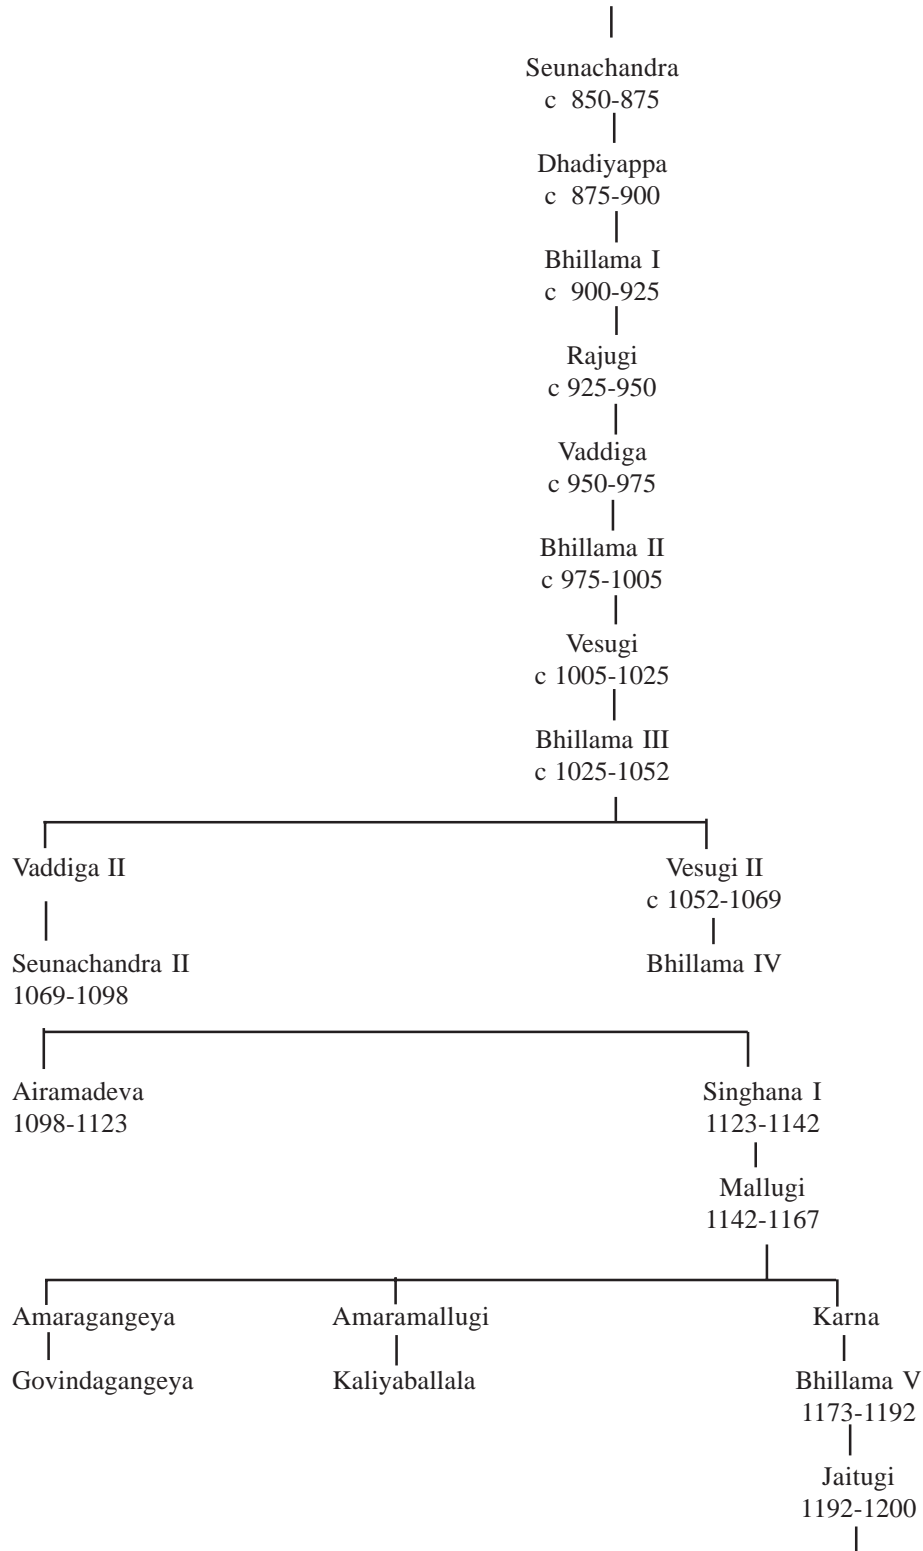 Seunachandra
c 850-875
Dhadiyappa
c 875-900
Bhillama I
c 900-925
Rajugi
c 925-950
Vaddiga
c 950-975
Bhillama II
c 975-1005
Vesugi
c 1005-1025
Bhillama III
c 1025-1052
Vaddiga II
Vesugi II
c 1052-1069
Seunachandra II
1069-1098
Bhillama IV
Airamadeva
1098-1123
Singhana I
1123-1142
Mallugi
1142-1167
Amaragangeya
Amaramallugi
Karna
Govindagangeya
Kaliyaballala
Bhillama V
1173-1192
Jaitugi
1192-1200